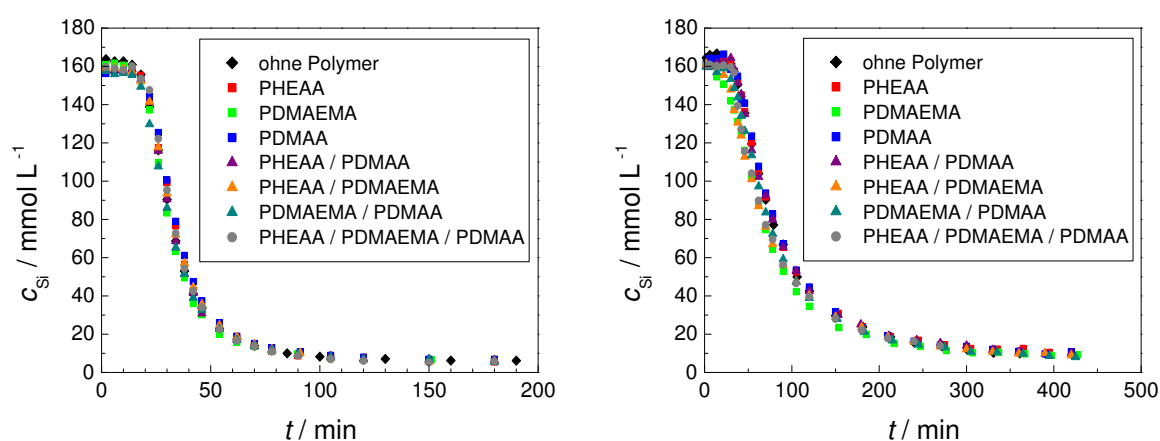 180
160
140
120
100
80
60
40
20
0
c_Si / mmol L⁻¹
ohne Polymer
PHEAA
PDMAEMA
PDMAA
PHEAA / PDMAA
PHEAA / PDMAEMA
PDMAEMA / PDMAA
PHEAA / PDMAEMA / PDMAA
0 50 100 150 200
t / min
180
160
140
120
100
80
60
40
20
0
c_Si / mmol L⁻¹
ohne Polymer
PHEAA
PDMAEMA
PDMAA
PHEAA / PDMAA
PHEAA / PDMAEMA
PDMAEMA / PDMAA
PHEAA / PDMAEMA / PDMAA
0 100 200 300 400 500
t / min